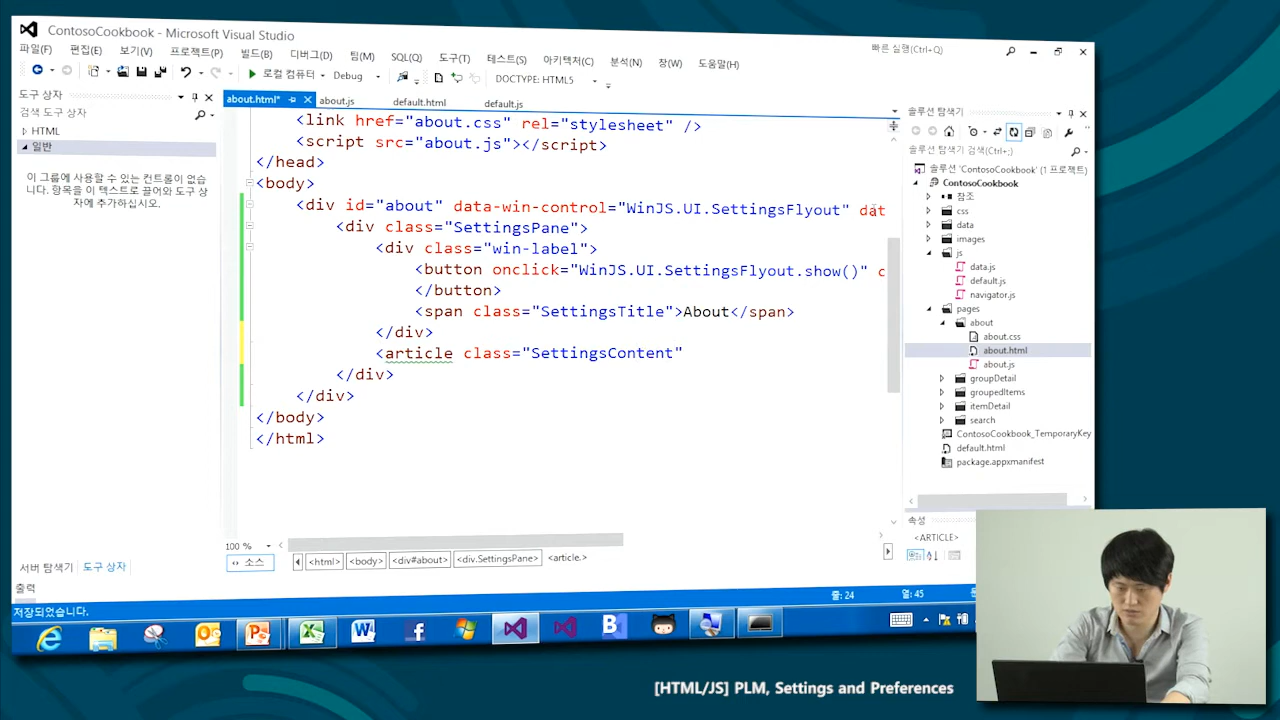 ContosoCookbook - Microsoft Visual Studio
빠른 실행(Ctrl+Q)
파일(F) 편집(E) 보기(V) 프로젝트(P) 빌드(B) 디버그(D) 팀(M) SQL(Q) 도구(T) 테스트(S) 아키텍처(C) 분석(N) 창(W) 도움말(H)
로컬 컴퓨터 Debug DOCTYPE: HTML5
도구 상자
검색 도구 상자
HTML
일반
이 그룹에 사용할 수 있는 컨트롤이 없습
니다. 항목을 이 텍스트로 끌어와 도구 상
자에 추가하십시오.
서버 탐색기 도구 상자
about.html* about.js default.html default.js
<link href="about.css" rel="stylesheet" />
<script src="about.js"></script>
</head>
<body>
<div id="about" data-win-control="WinJS.UI.SettingsFlyout" dat
<div class="SettingsPane">
<div class="win-label">
<button onclick="WinJS.UI.SettingsFlyout.show()" c
</button>
<span class="SettingsTitle">About</span>
</div>
<article class="SettingsContent"
</div>
</div>
</body>
</html>
100 %
소스 <html> <body> <div#about> <div.SettingsPane> <article.>
솔루션 탐색기
솔루션 탐색기 검색(Ctrl+;)
솔루션 'ContosoCookbook' (1 프로젝트)
ContosoCookbook
참조
css
data
images
js
data.js
default.js
navigator.js
pages
about
about.css
about.html
about.js
groupDetail
groupedItems
itemDetail
search
ContosoCookbook_TemporaryKey
default.html
package.appxmanifest
속성
<ARTICLE>
출력
저장되었습니다.
줄: 24 열: 45
[HTML/JS] PLM, Settings and Preferences